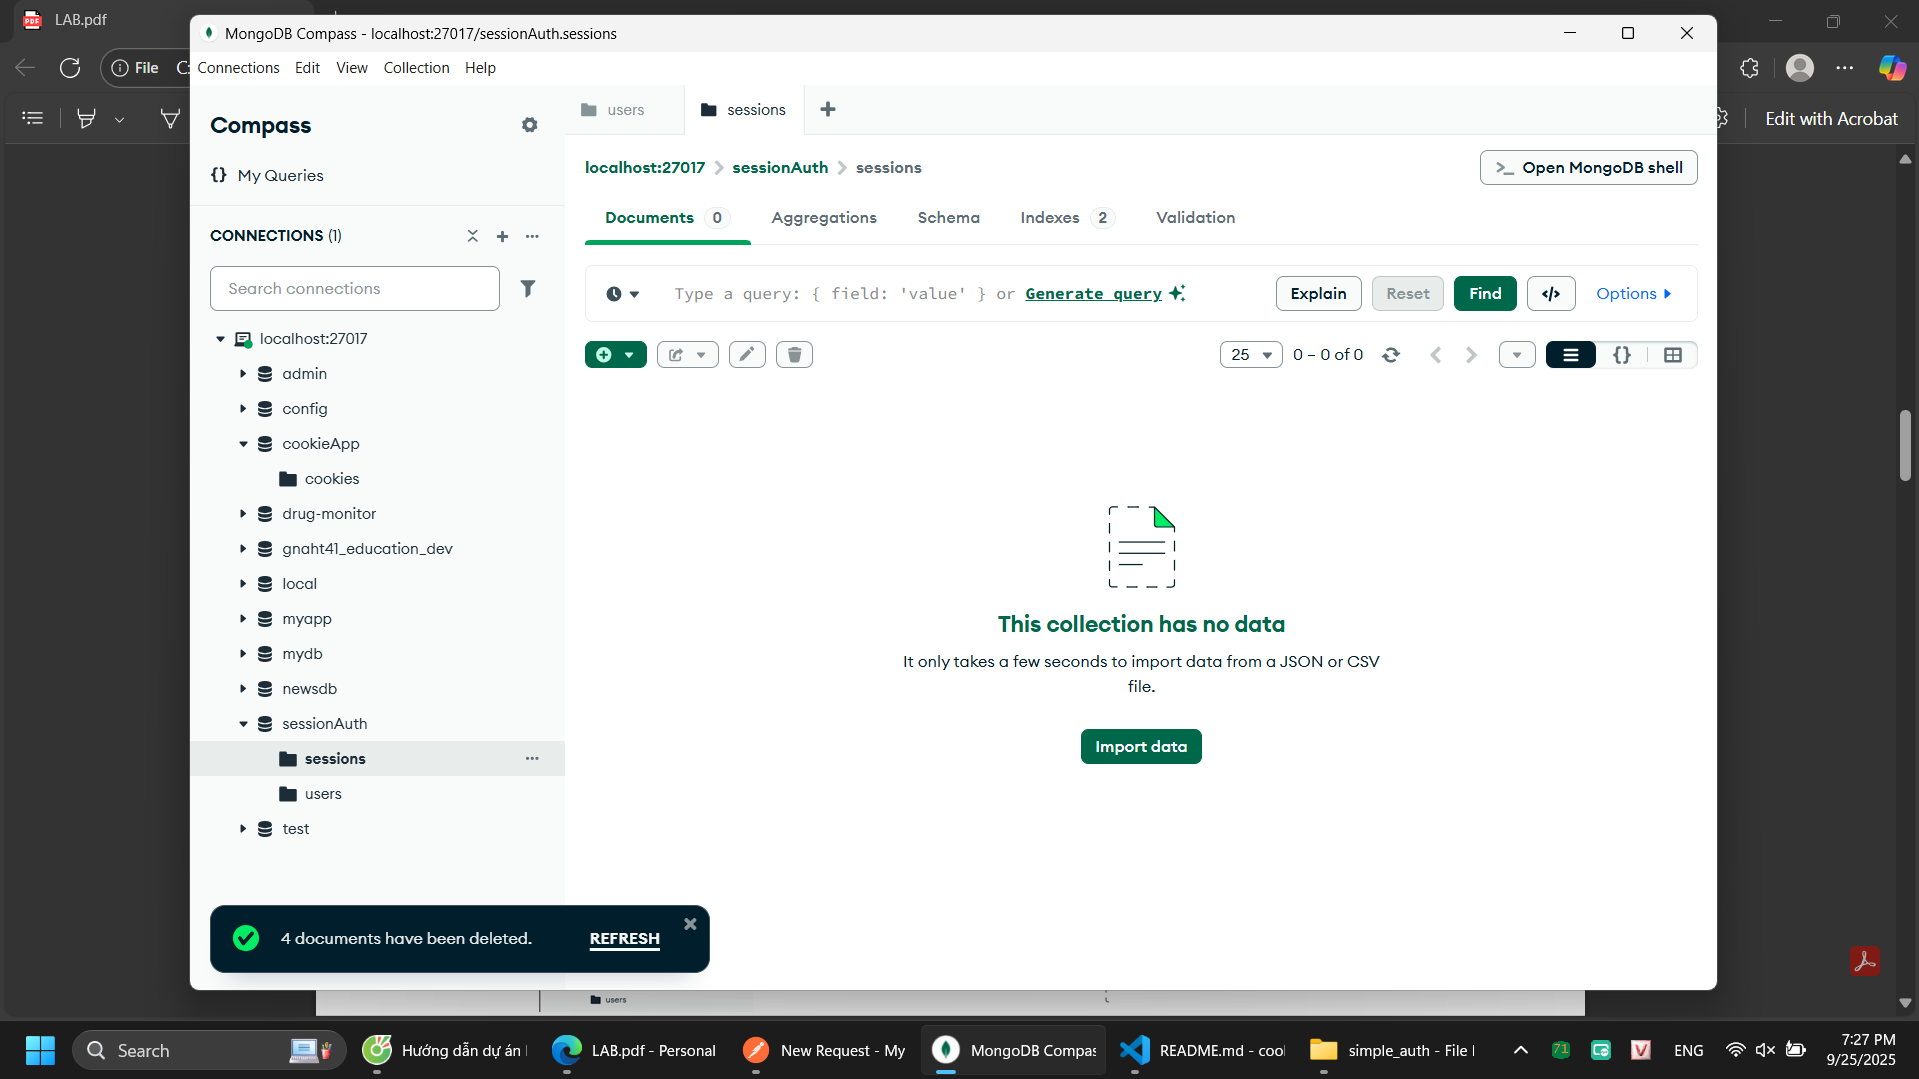 LAB.pdf
MongoDB Compass - localhost:27017/sessionAuth.sessions
File
C:
Connections Edit View Collection Help
Edit with Acrobat
Compass
{} My Queries
CONNECTIONS (1)
Search connections
localhost:27017
admin
config
cookieApp
cookies
drug-monitor
gnaht41_education_dev
local
myapp
mydb
newsdb
sessionAuth
sessions
users
test
users
sessions
localhost:27017 > sessionAuth > sessions
>_ Open MongoDB shell
Documents 0 Aggregations Schema Indexes 2 Validation
Type a query: { field: 'value' } or Generate query
Explain Reset Find </> Options
25 0 – 0 of 0 {}
This collection has no data
It only takes a few seconds to import data from a JSON or CSV
file.
Import data
4 documents have been deleted. REFRESH
users
Search
Hướng dẫn dự án
LAB.pdf - Personal
New Request - My
MongoDB Compas
README.md - coo
simple_auth - File
71
ENG
7:27 PM
9/25/2025